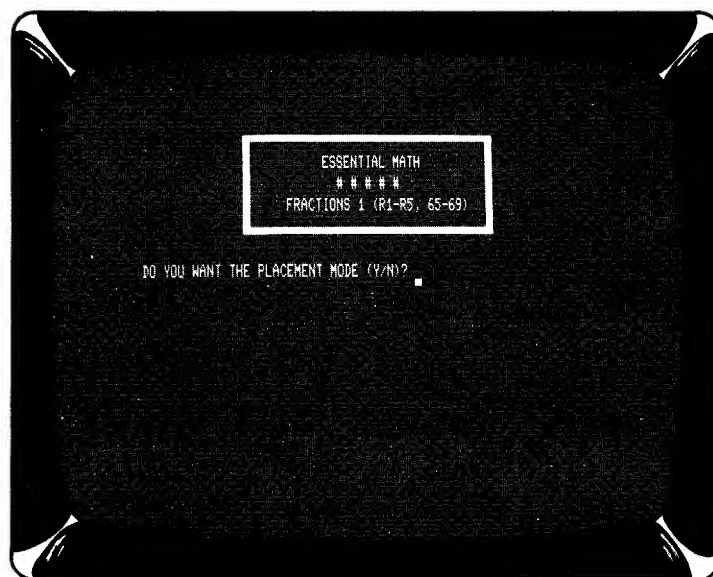 ESSENTIAL MATH
# # # # #
FRACTIONS 1 (R1-R5, 65-69)
DO YOU WANT THE PLACEMENT MODE (Y/N)?